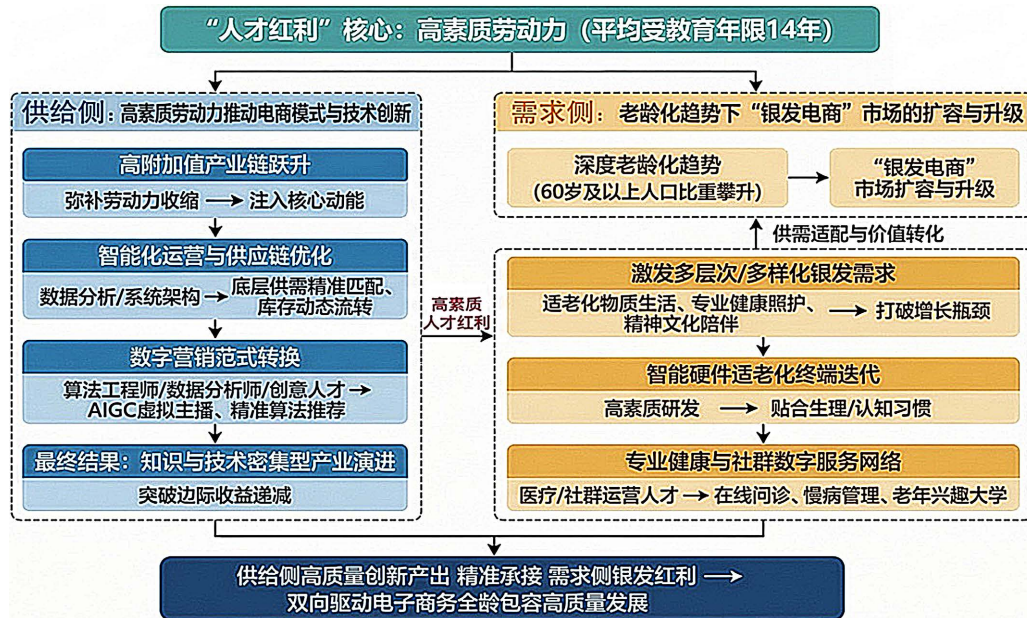 “人才红利”核心：高素质劳动力（平均受教育年限14年）
供给侧：高素质劳动力推动电商模式与技术创新
高附加值产业链跃升
弥补劳动力收缩 → 注入核心动能
智能化运营与供应链优化
数据分析/系统架构 → 底层供需精准匹配、
库存动态流转
数字营销范式转换
算法工程师/数据分析师/创意人才 →
AIGC虚拟主播、精准算法推荐
最终结果：知识与技术密集型产业演进
突破边际收益递减
高素质
人才红利
需求侧：老龄化趋势下“银发电商”市场的扩容与升级
深度老龄化趋势
(60岁及以上人口比重攀升)
“银发电商”
市场扩容与升级
供需适配与价值转化
激发多层次/多样化银发需求
适老化物质生活、专业健康照护、
精神文化陪伴
→ 打破增长瓶颈
智能硬件适老化终端迭代
高素质研发 → 贴合生理/认知习惯
专业健康与社群数字服务网络
医疗/社群运营人才 → 在线问诊、慢病管理、老年兴趣大学
供给侧高质量创新产出 精准承接 需求侧银发红利 →
双向驱动电子商务全龄包容高质量发展